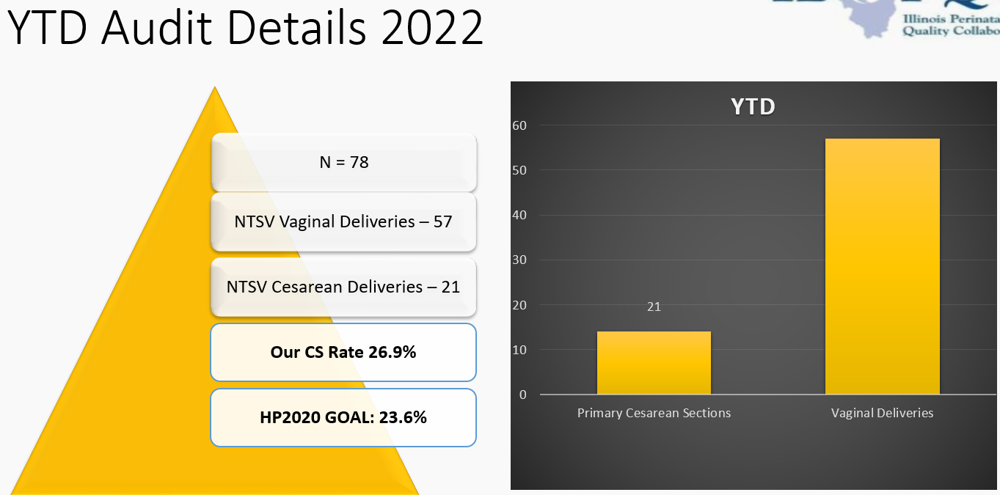 YTD Audit Details 2022
Illinois Perinata
Quality Collabo
N = 78
NTSV Vaginal Deliveries – 57
NTSV Cesarean Deliveries – 21
Our CS Rate 26.9%
HP2020 GOAL: 23.6%
YTD
60
50
40
30
20
10
0
21
Primary Cesarean Sections
Vaginal Deliveries